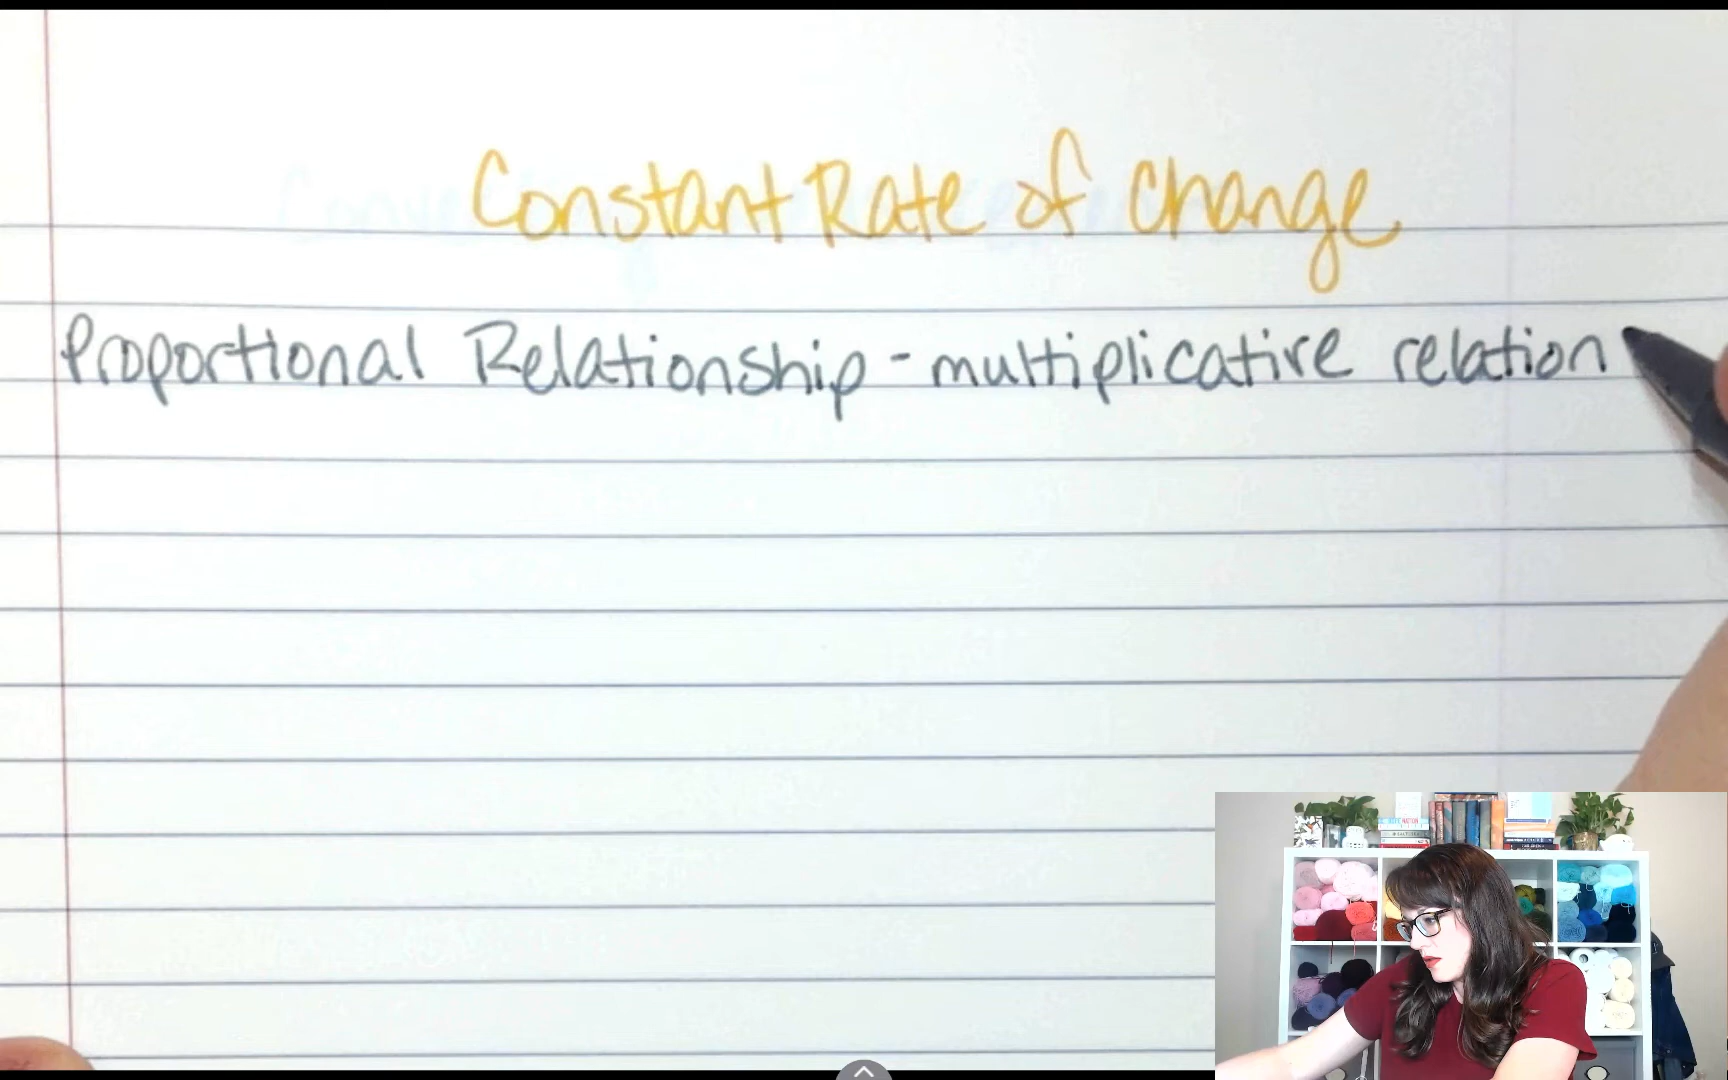 Constant Rate of Change
Proportional Relationship - multiplicative relation